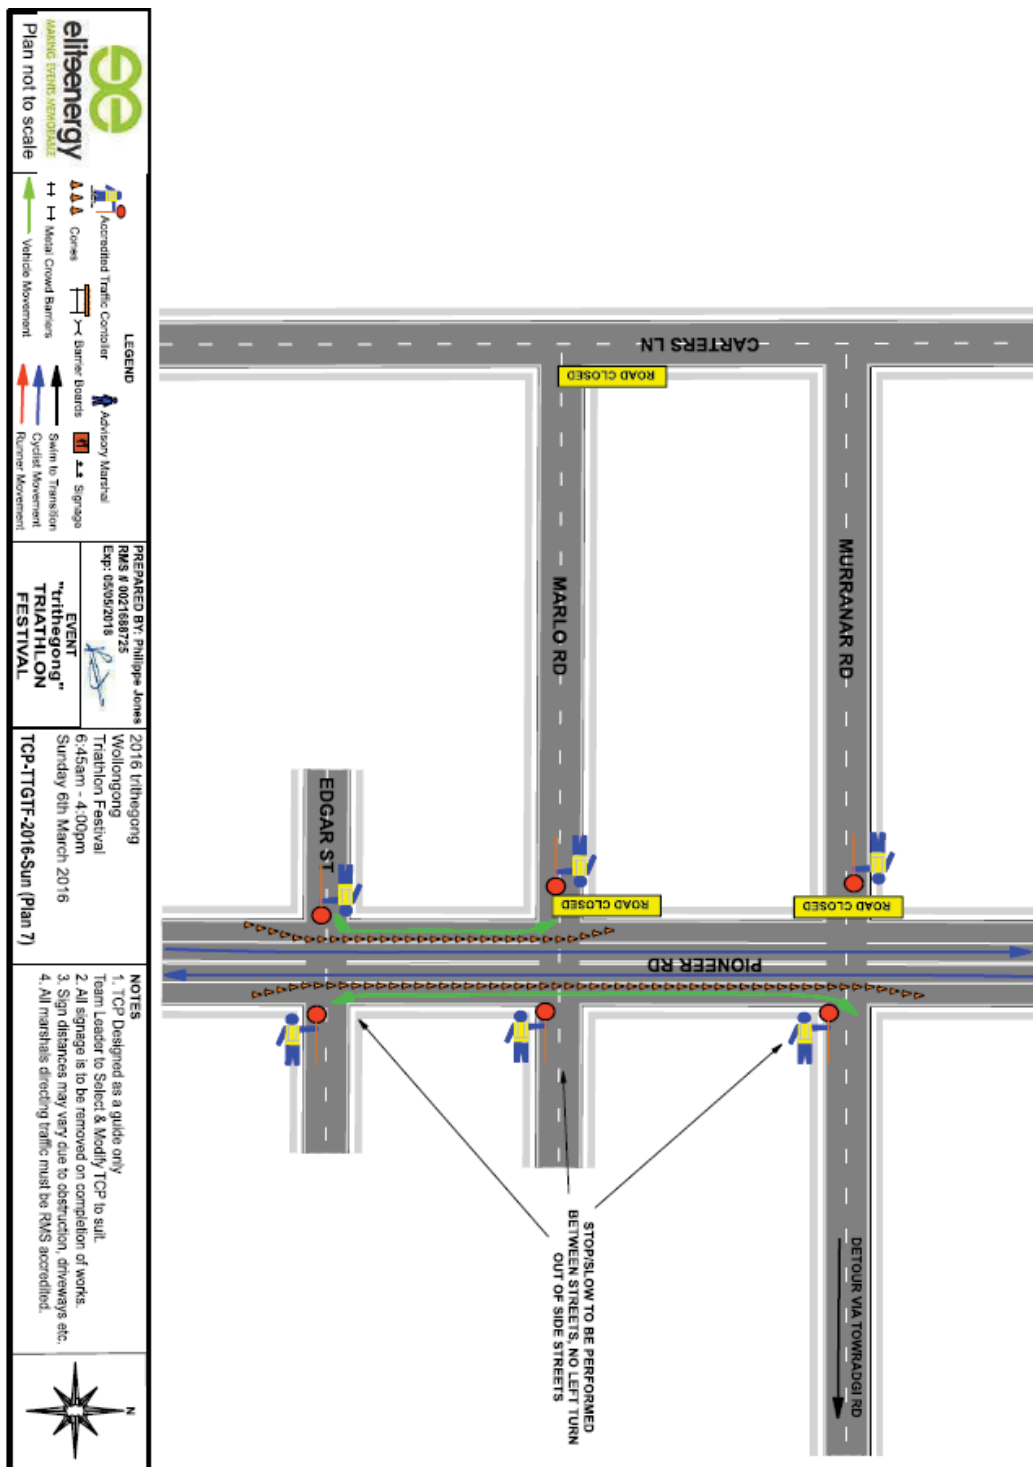 CARTERS LN
ROAD CLOSED
MARLO RD
MURRANAR RD
EDGAR ST
ROAD CLOSED
ROAD CLOSED
PIONEER RD
STOP/SLOW TO BE PERFORMED
BETWEEN STREETS, NO LEFT TURN
OUT OF SIDE STREETS
DETOUR VIA TOWRADGI RD
eliteenergy
MAKING EVENTS MEMORABLE
Plan not to scale
LEGEND
Accredited Traffic Contoller
Advisory Marshal
Cones
Barrier Boards
Signage
Metal Crowd Barriers
Swim to Transition
Cyclist Movement
Vehicle Movement
Runner Movement
PREPARED BY: Philippe Jones
RMS # 0021688725
Exp: 05/05/2018
EVENT
"trithegong"
TRIATHLON
FESTIVAL
2016 trithegong
Wollongong
Triathlon Festival
6:45am - 4:00pm
Sunday 6th March 2016
TCP-TTGTF-2016-Sun (Plan 7)
NOTES
1. TCP Designed as a guide only
Team Leader to Select & Modify TCP to suit.
2. All signage is to be removed on completion of works.
3. Sign distances may vary due to obstruction, driveways etc.
4. All marshals directing traffic must be RMS accredited.
N